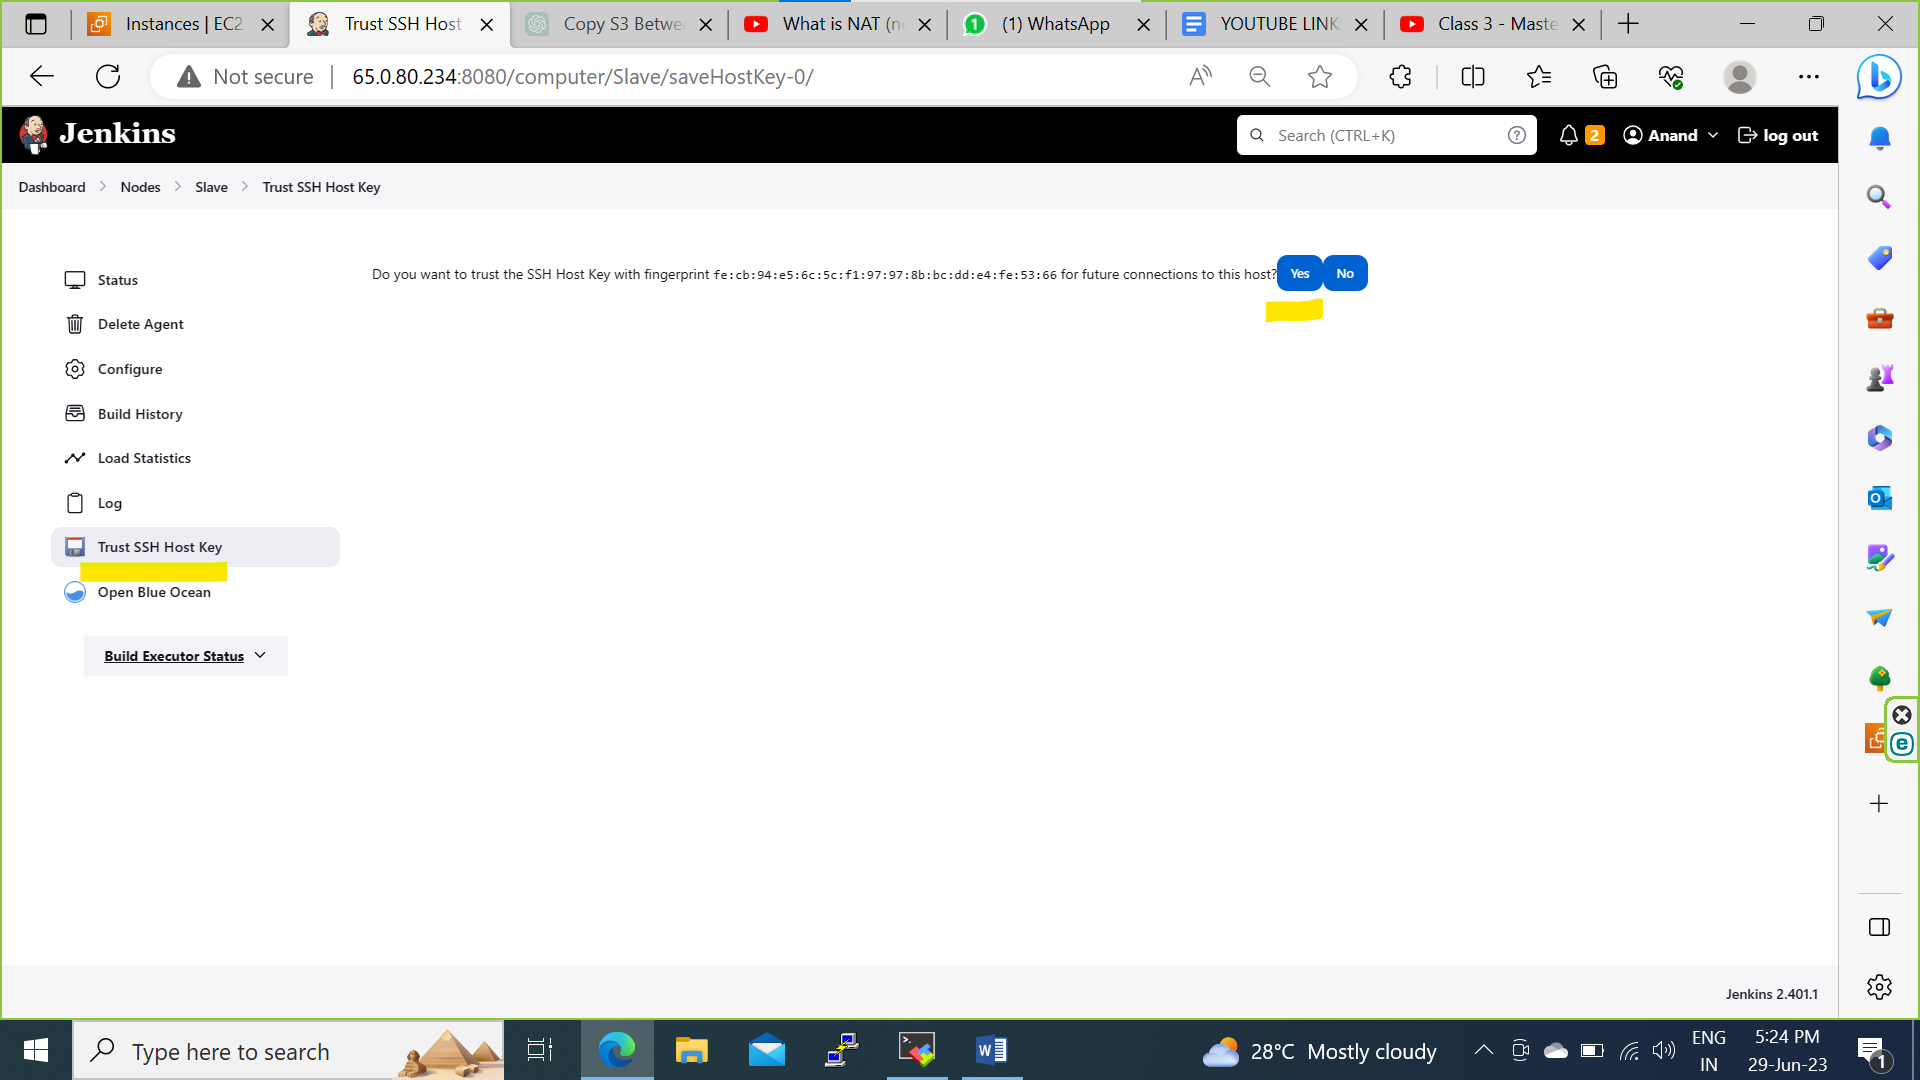 Instances | EC2
Trust SSH Host
Copy S3 Betwe
What is NAT (ne
(1) WhatsApp
YOUTUBE LINK
Class 3 - Maste
Not secure
65.0.80.234:8080/computer/Slave/saveHostKey-0/
Jenkins
Search (CTRL+K)
2
Anand
log out
Dashboard
Nodes
Slave
Trust SSH Host Key
Status
Delete Agent
Configure
Build History
Load Statistics
Log
Trust SSH Host Key
Open Blue Ocean
Build Executor Status
Do you want to trust the SSH Host Key with fingerprint fe:cb:94:e5:6c:5c:f1:97:97:8b:bc:dd:e4:fe:53:66 for future connections to this host?
Yes
No
Jenkins 2.401.1
Type here to search
28°C Mostly cloudy
ENG
IN
5:24 PM
29-Jun-23
1